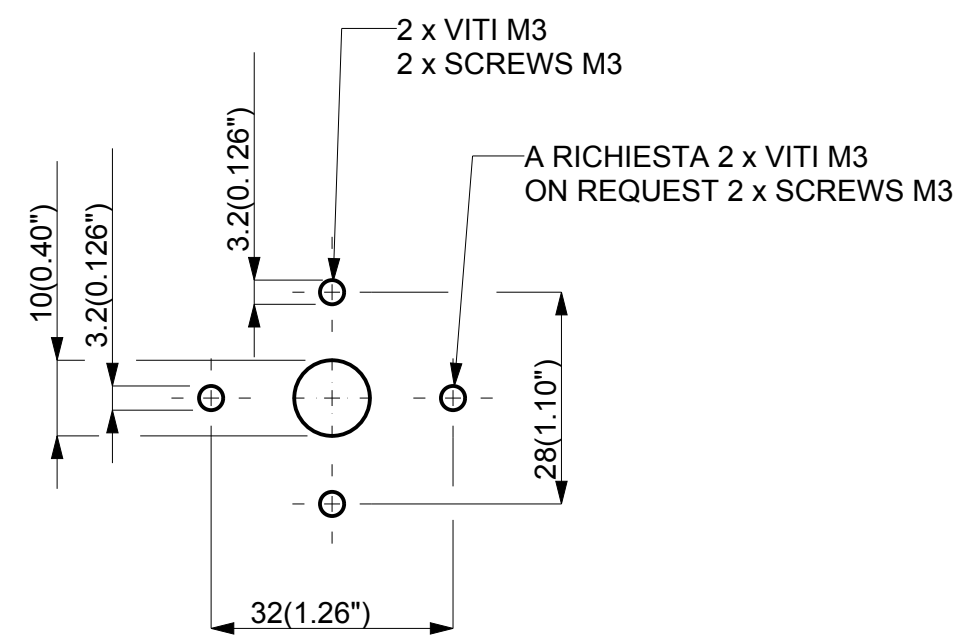 2 x VITI M3
2 x SCREWS M3
A RICHIESTA 2 x VITI M3
ON REQUEST 2 x SCREWS M3
3.2(0.126")
10(0.40")
3.2(0.126")
28(1.10")
32(1.26")